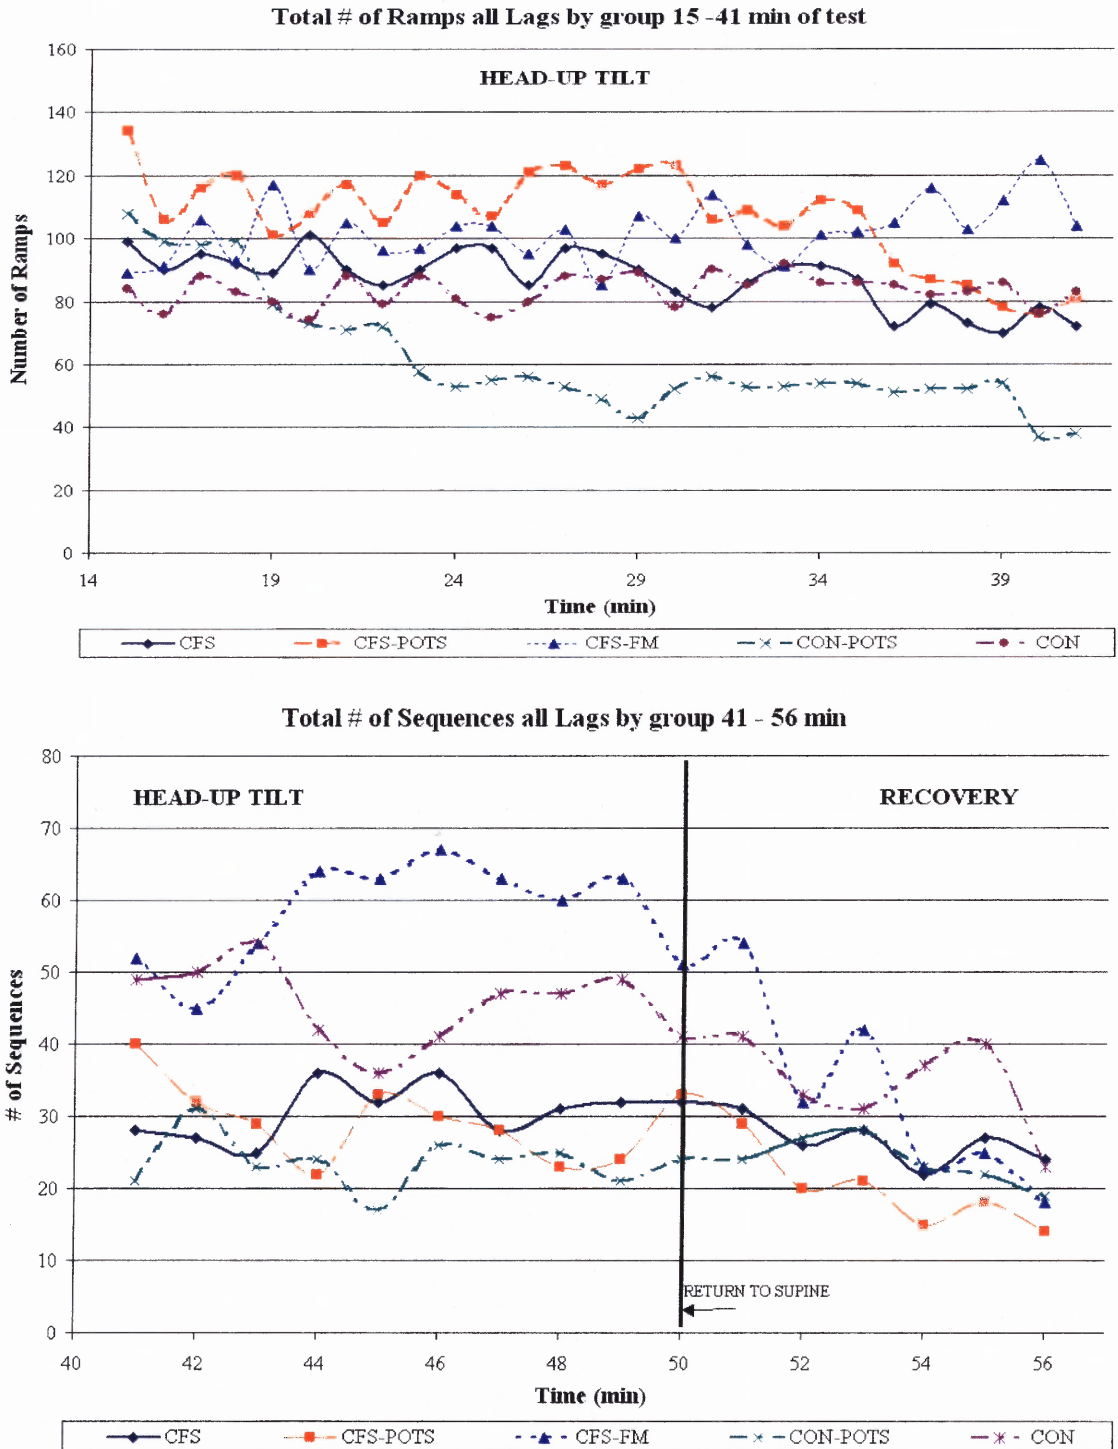 Total # of Ramps all Lags by group 15 -41 min of test
160
HEAD-UP TILT
140
120
100
80
60
40
20
0
Number of Ramps
14 19 24 29 34 39
Time (min)
CFS CFS-POTS CFS-FM CON-POTS CON
Total # of Sequences all Lags by group 41 - 56 min
80
HEAD-UP TILT RECOVERY
70
60
50
40
30
20
10
0
# of Sequences
RETURN TO SUPINE
40 42 44 46 48 50 52 54 56
Time (min)
CFS CFS-POTS CFS-FM CON-POTS CON